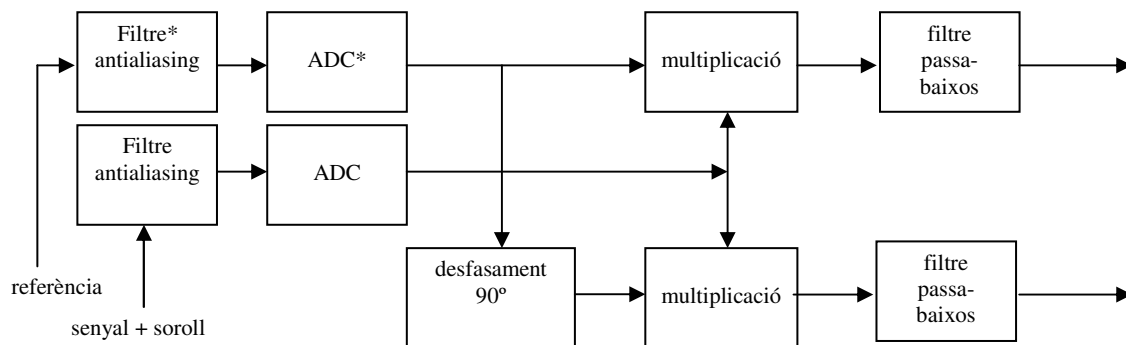 Filtre*
antialiasing
ADC*
multiplicació
filtre
passa-
baixos
Filtre
antialiasing
ADC
desfasament
90º
multiplicació
filtre
passa-
baixos
referència
senyal + soroll